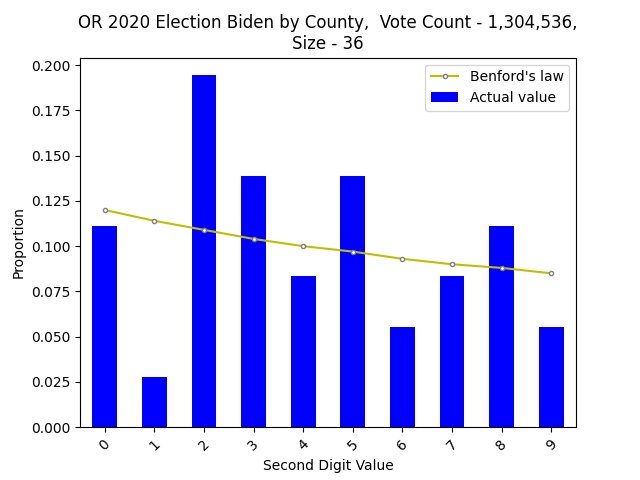 OR 2020 Election Biden by County,  Vote Count - 1,304,536,
Size - 36
Benford's law
Actual value
Proportion
0.200
0.175
0.150
0.125
0.100
0.075
0.050
0.025
0.000
0 1 2 3 4 5 6 7 8 9
Second Digit Value